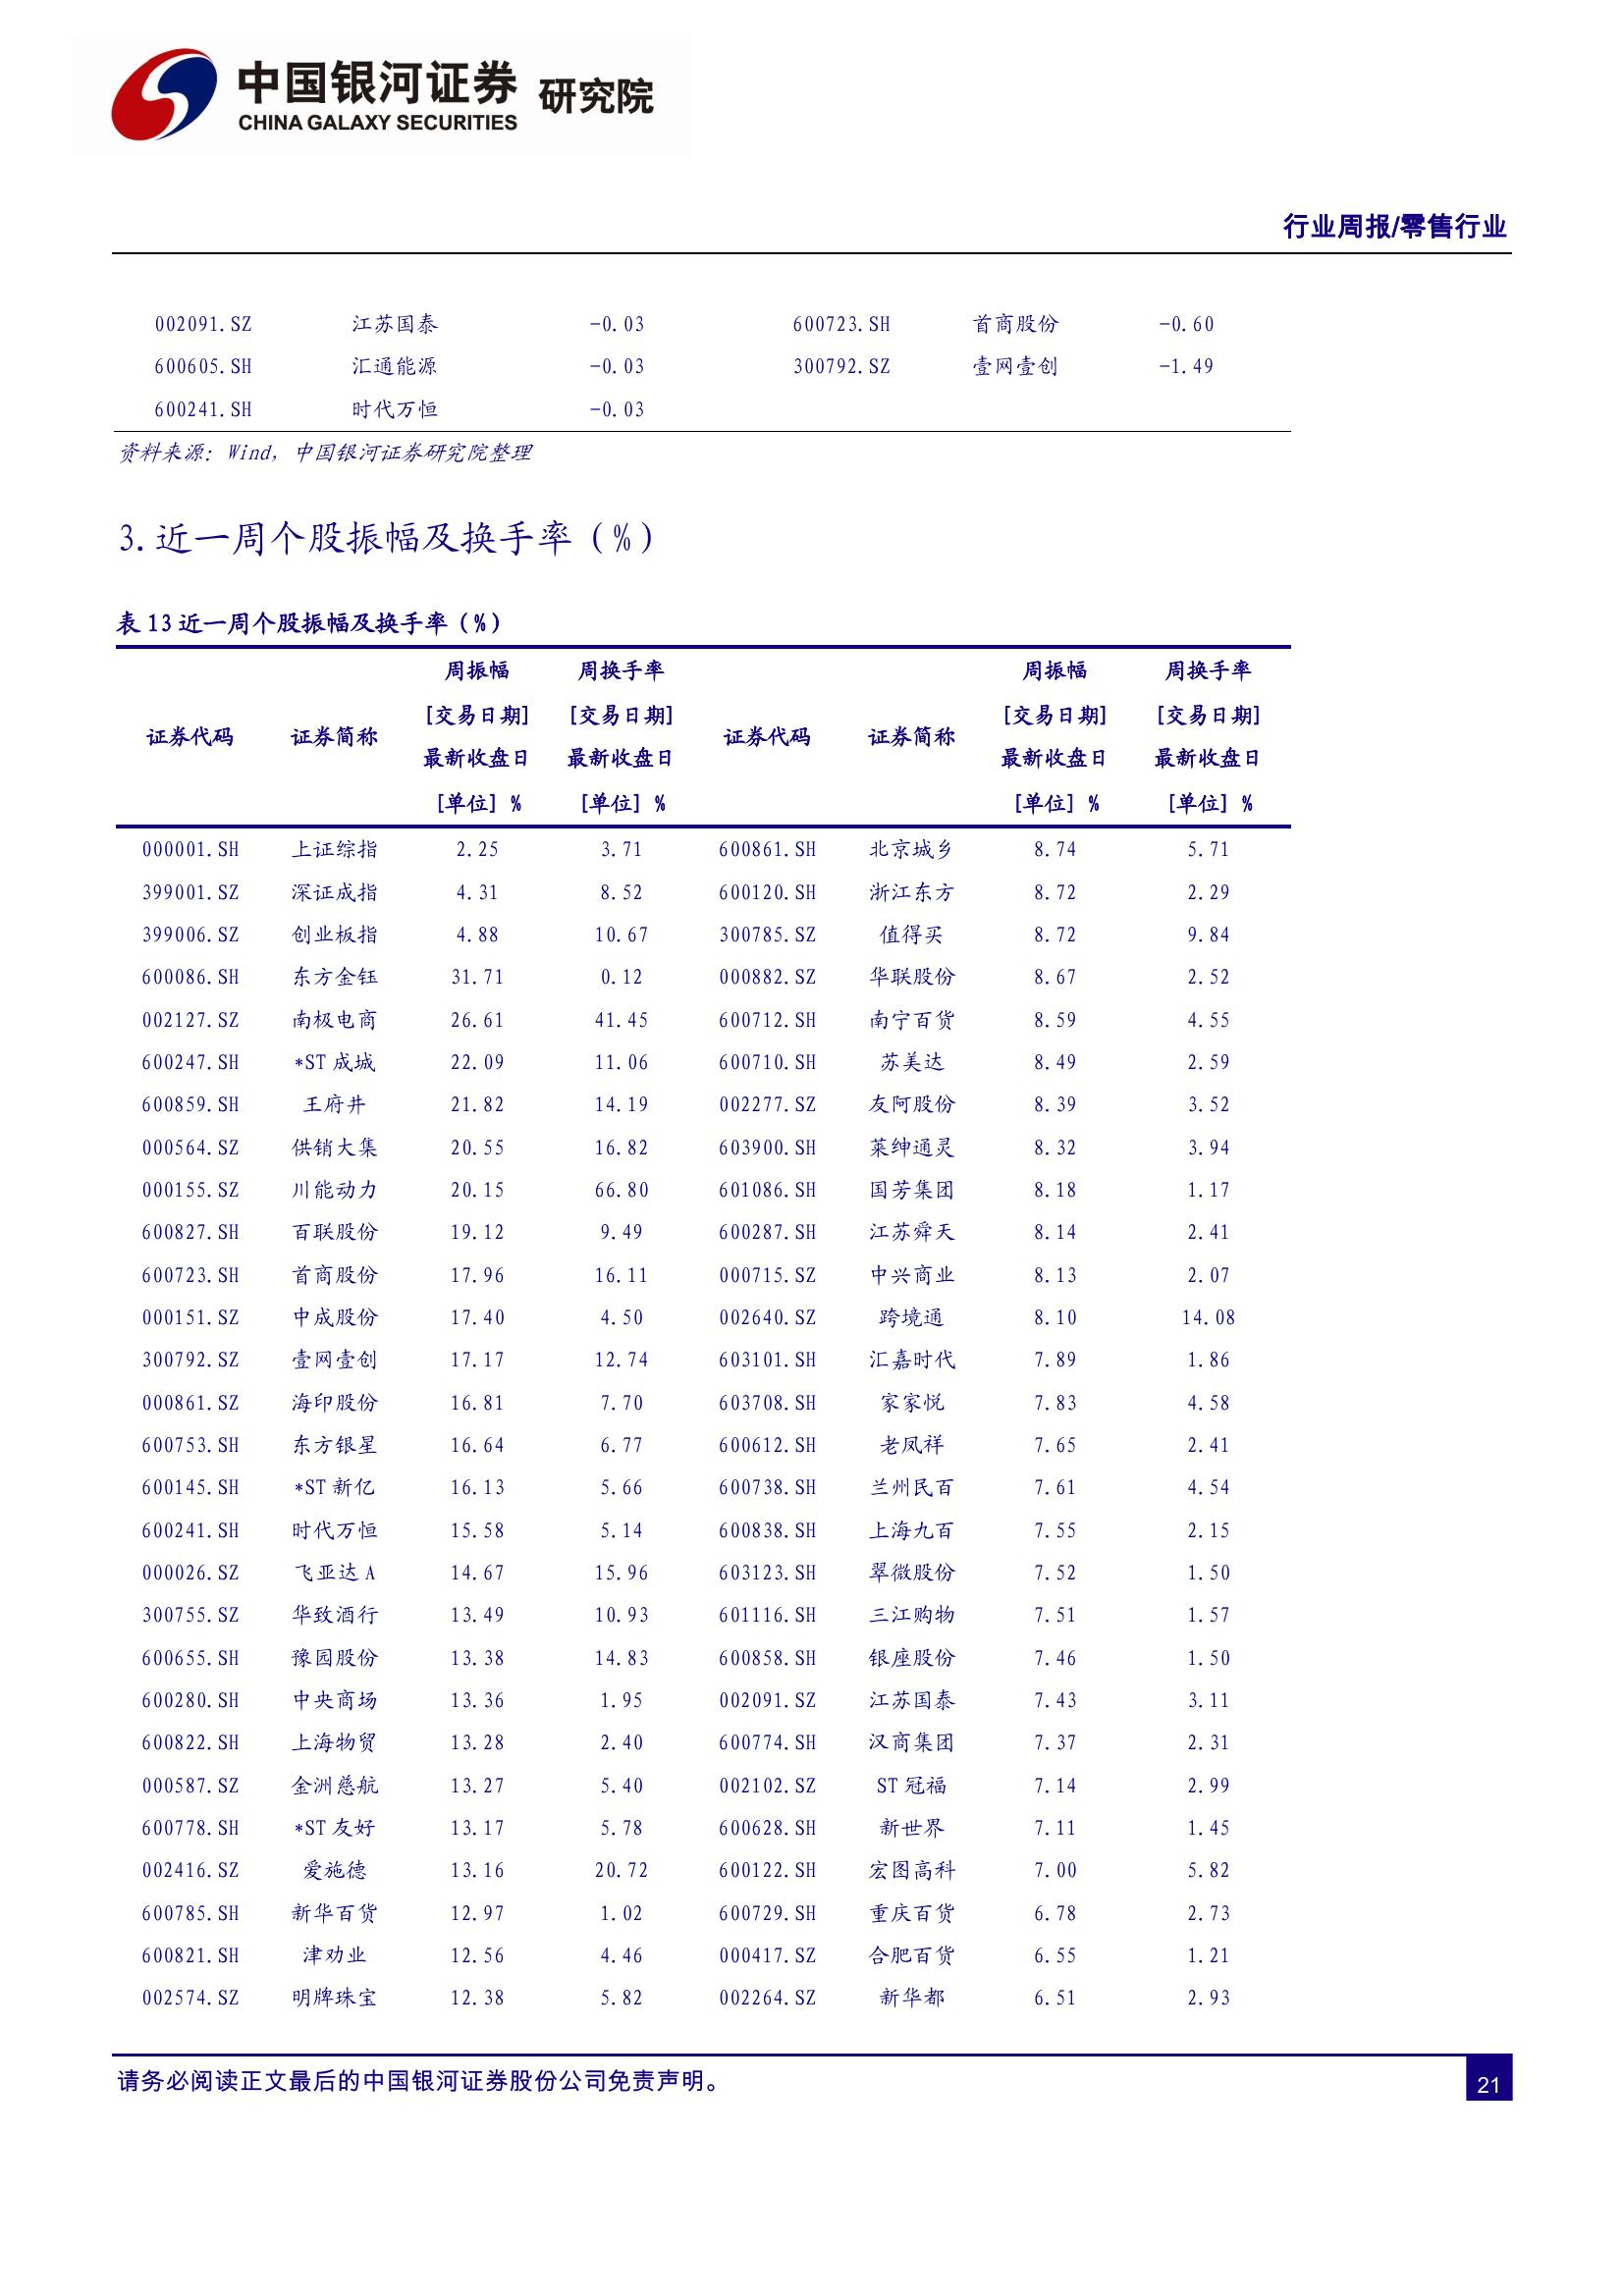 中国银河证券 研究院
CHINA GALAXY SECURITIES
行业周报/零售行业
002091.SZ 江苏国泰 -0.03 600723.SH 首商股份 -0.60
600605.SH 汇通能源 -0.03 300792.SZ 壹网壹创 -1.49
600241.SH 时代万恒 -0.03
资料来源：Wind，中国银河证券研究院整理
3.近一周个股振幅及换手率（%）
表 13 近一周个股振幅及换手率（%）
周振幅 周换手率 周振幅 周换手率
[交易日期] [交易日期] [交易日期] [交易日期]
证券代码 证券简称 证券代码 证券简称
最新收盘日 最新收盘日 最新收盘日 最新收盘日
[单位] % [单位] % [单位] % [单位] %
000001.SH 上证综指 2.25 3.71 600861.SH 北京城乡 8.74 5.71
399001.SZ 深证成指 4.31 8.52 600120.SH 浙江东方 8.72 2.29
399006.SZ 创业板指 4.88 10.67 300785.SZ 值得买 8.72 9.84
600086.SH 东方金钰 31.71 0.12 000882.SZ 华联股份 8.67 2.52
002127.SZ 南极电商 26.61 41.45 600712.SH 南宁百货 8.59 4.55
600247.SH *ST 成城 22.09 11.06 600710.SH 苏美达 8.49 2.59
600859.SH 王府井 21.82 14.19 002277.SZ 友阿股份 8.39 3.52
000564.SZ 供销大集 20.55 16.82 603900.SH 莱绅通灵 8.32 3.94
000155.SZ 川能动力 20.15 66.80 601086.SH 国芳集团 8.18 1.17
600827.SH 百联股份 19.12 9.49 600287.SH 江苏舜天 8.14 2.41
600723.SH 首商股份 17.96 16.11 000715.SZ 中兴商业 8.13 2.07
000151.SZ 中成股份 17.40 4.50 002640.SZ 跨境通 8.10 14.08
300792.SZ 壹网壹创 17.17 12.74 603101.SH 汇嘉时代 7.89 1.86
000861.SZ 海印股份 16.81 7.70 603708.SH 家家悦 7.83 4.58
600753.SH 东方银星 16.64 6.77 600612.SH 老凤祥 7.65 2.41
600145.SH *ST 新亿 16.13 5.66 600738.SH 兰州民百 7.61 4.54
600241.SH 时代万恒 15.58 5.14 600838.SH 上海九百 7.55 2.15
000026.SZ 飞亚达 A 14.67 15.96 603123.SH 翠微股份 7.52 1.50
300755.SZ 华致酒行 13.49 10.93 601116.SH 三江购物 7.51 1.57
600655.SH 豫园股份 13.38 14.83 600858.SH 银座股份 7.46 1.50
600280.SH 中央商场 13.36 1.95 002091.SZ 江苏国泰 7.43 3.11
600822.SH 上海物贸 13.28 2.40 600774.SH 汉商集团 7.37 2.31
000587.SZ 金洲慈航 13.27 5.40 002102.SZ ST 冠福 7.14 2.99
600778.SH *ST 友好 13.17 5.78 600628.SH 新世界 7.11 1.45
002416.SZ 爱施德 13.16 20.72 600122.SH 宏图高科 7.00 5.82
600785.SH 新华百货 12.97 1.02 600729.SH 重庆百货 6.78 2.73
600821.SH 津劝业 12.56 4.46 000417.SZ 合肥百货 6.55 1.21
002574.SZ 明牌珠宝 12.38 5.82 002264.SZ 新华都 6.51 2.93
请务必阅读正文最后的中国银河证券股份公司免责声明。
21